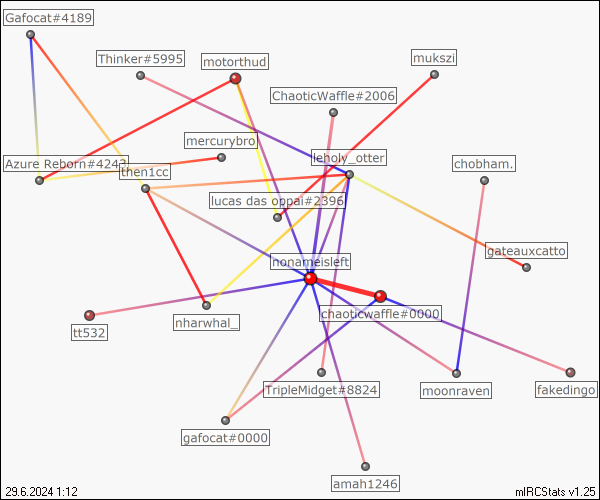 Gafocat#4189
Thinker#5995
motorthud
mukszi
ChaoticWaffle#2006
mercurybro
leholy_otter
Azure Reborn#4243
then1cc
chobham.
lucas das oppai#2396
gateauxcatto
nonameisleft
chaoticwaffle#0000
tt532
nharwhal_
TripleMidget#8824
moonraven
fakedingo
gafocat#0000
amah1246
29.6.2024 1:12
mIRCStats v1.25